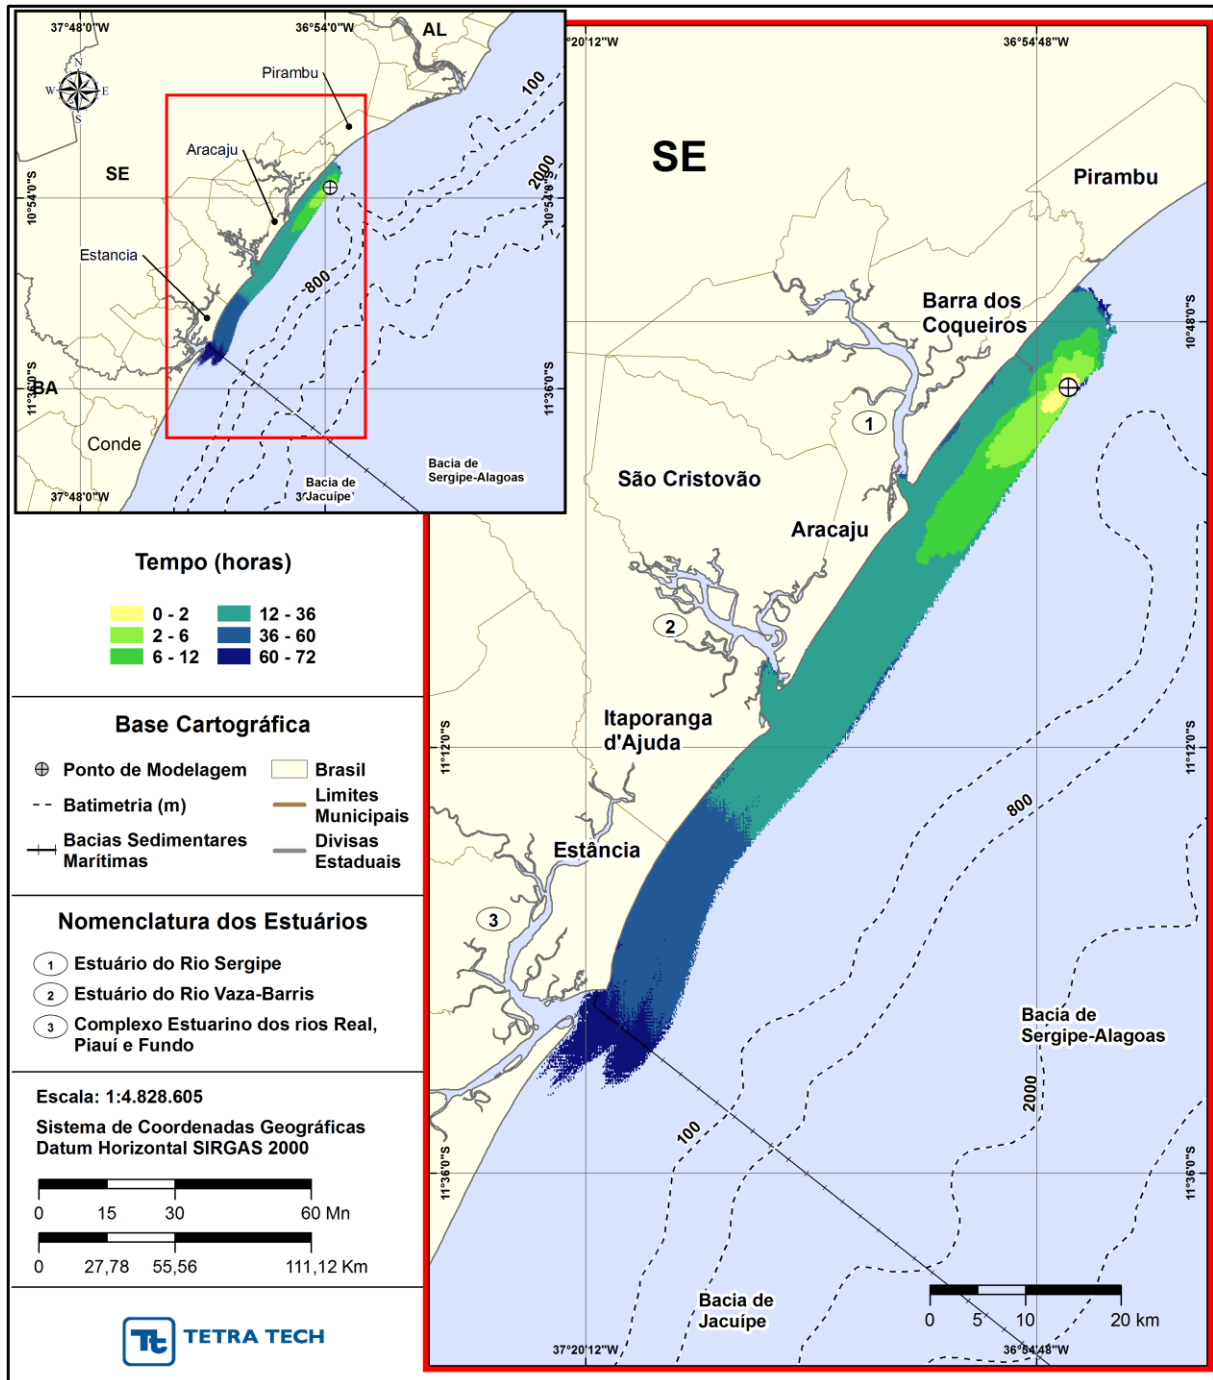 37°48'0"W
36°54'0"W
AL
Pirambu
100
N
W
E
S
Aracaju
2000
SE
10°54'0"S
10°54'0"S
Estancia
800
BA
11°36'0"S
11°36'0"S
Conde
Bacia de
Sergipe-Alagoas
Bacia de
Jacuípe
37°48'0"W
Tempo (horas)
0 - 2
12 - 36
2 - 6
36 - 60
6 - 12
60 - 72
Base Cartográfica
Ponto de Modelagem
Brasil
Batimetria (m)
Limites
Municipais
Bacias Sedimentares
Marítimas
Divisas
Estaduais
Nomenclatura dos Estuários
1 Estuário do Rio Sergipe
2 Estuário do Rio Vaza-Barris
3 Complexo Estuarino dos rios Real,
Piauí e Fundo
Escala: 1:4.828.605
Sistema de Coordenadas Geográficas
Datum Horizontal SIRGAS 2000
0 15 30 60 Mn
0 27,78 55,56 111,12 Km
Tt TETRA TECH
°20'12"W
36°54'48"W
SE
Pirambu
Barra dos
Coqueiros
10°48'0"S
1
São Cristovão
Aracaju
2
Itaporanga
d'Ajuda
11°12'0"S
11°12'0"S
800
Estância
3
Bacia de
Sergipe-Alagoas
2000
100
11°36'0"S
11°36'0"S
Bacia de
Jacuípe
0 5 10 20 km
37°20'12"W
36°54'48"W